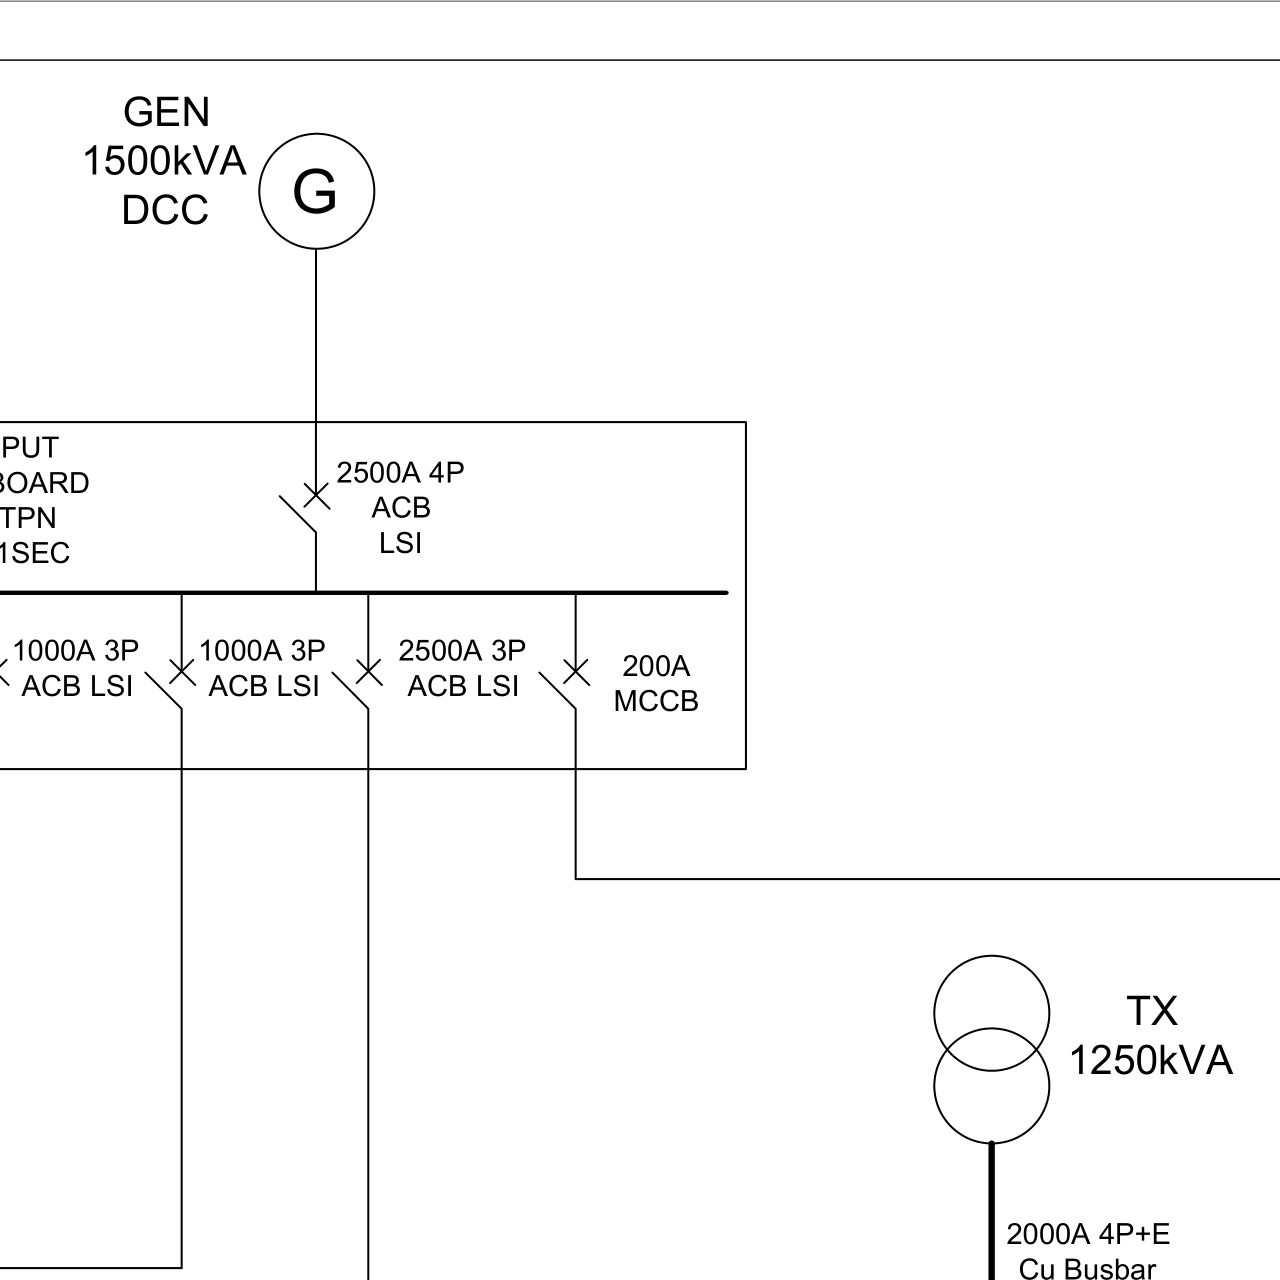 GEN
1500kVA
DCC
G
PUT
BOARD
TPN
1SEC
2500A 4P
ACB
LSI
1000A 3P
ACB LSI
1000A 3P
ACB LSI
2500A 3P
ACB LSI
200A
MCCB
TX
1250kVA
2000A 4P+E
Cu Busbar